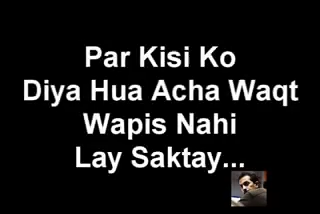 Par Kisi Ko
Diya Hua Acha Waqt
Wapis Nahi
Lay Saktay...